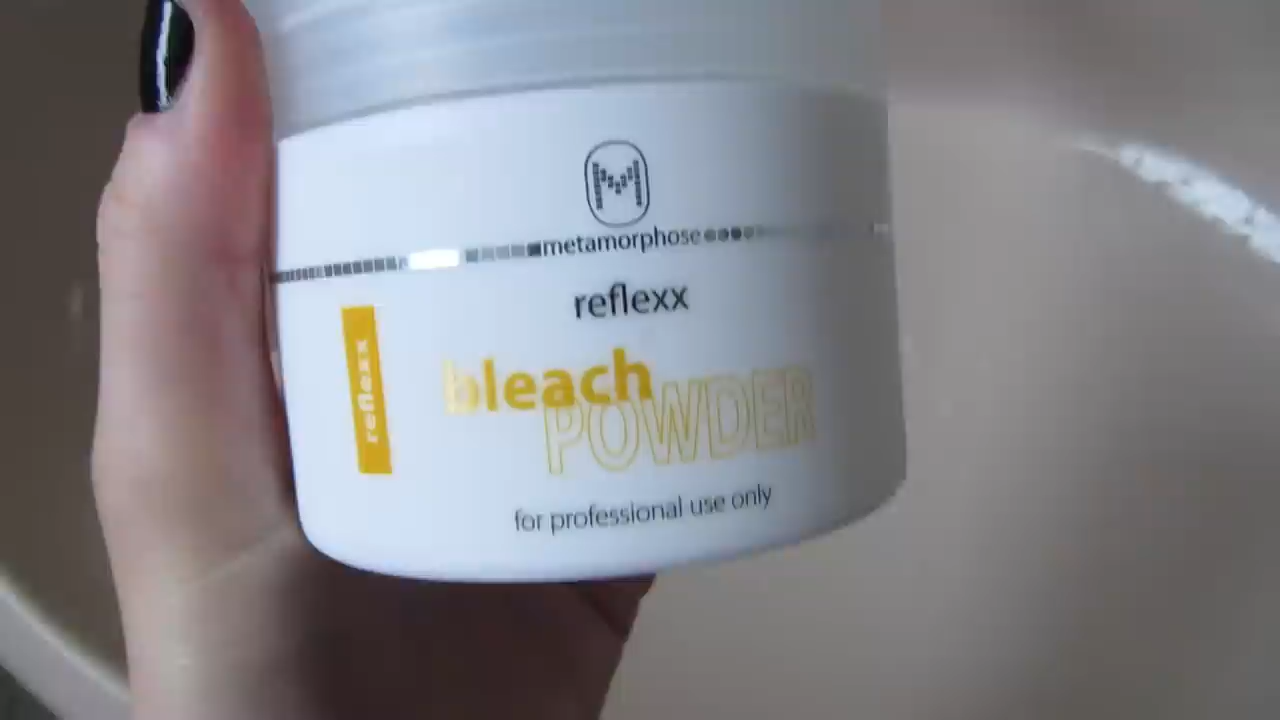 M
metamorphose
reflexx
reflexx
bleach
POWDER
for professional use only